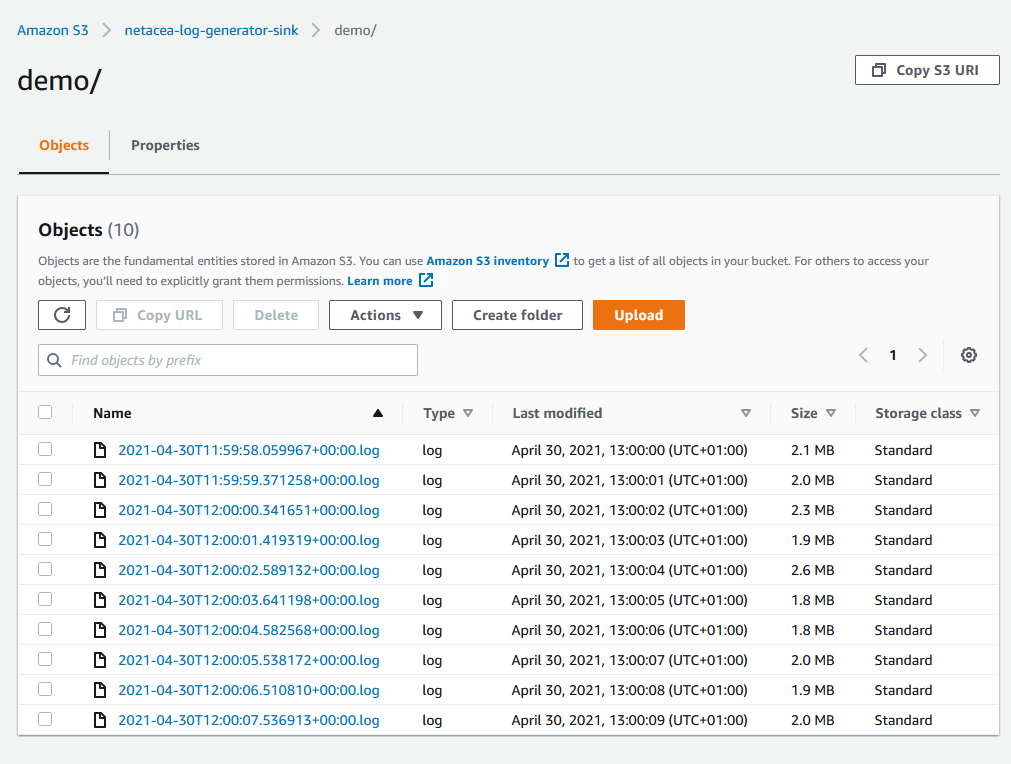 Amazon S3 > netacea-log-generator-sink > demo/
demo/
Copy S3 URI
Objects Properties
Objects (10)
Objects are the fundamental entities stored in Amazon S3. You can use Amazon S3 inventory to get a list of all objects in your bucket. For others to access your
objects, you'll need to explicitly grant them permissions. Learn more
Copy URL Delete Actions Create folder Upload
Find objects by prefix
1
Name Type Last modified Size Storage class
2021-04-30T11:59:58.059967+00:00.log log April 30, 2021, 13:00:00 (UTC+01:00) 2.1 MB Standard
2021-04-30T11:59:59.371258+00:00.log log April 30, 2021, 13:00:01 (UTC+01:00) 2.0 MB Standard
2021-04-30T12:00:00.341651+00:00.log log April 30, 2021, 13:00:02 (UTC+01:00) 2.3 MB Standard
2021-04-30T12:00:01.419319+00:00.log log April 30, 2021, 13:00:03 (UTC+01:00) 1.9 MB Standard
2021-04-30T12:00:02.589132+00:00.log log April 30, 2021, 13:00:04 (UTC+01:00) 2.6 MB Standard
2021-04-30T12:00:03.641198+00:00.log log April 30, 2021, 13:00:05 (UTC+01:00) 1.8 MB Standard
2021-04-30T12:00:04.582568+00:00.log log April 30, 2021, 13:00:06 (UTC+01:00) 1.8 MB Standard
2021-04-30T12:00:05.538172+00:00.log log April 30, 2021, 13:00:07 (UTC+01:00) 2.0 MB Standard
2021-04-30T12:00:06.510810+00:00.log log April 30, 2021, 13:00:08 (UTC+01:00) 1.9 MB Standard
2021-04-30T12:00:07.536913+00:00.log log April 30, 2021, 13:00:09 (UTC+01:00) 2.0 MB Standard